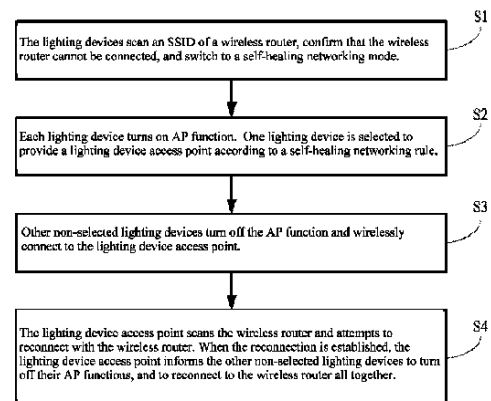 S1
The lighting devices scan an SSID of a wireless router, confirm that the wireless
router cannot be connected, and switch to a self-healing networking mode.
S2
Each lighting device turns on AP function. One lighting device is selected to
provide a lighting device access point according to a self-healing networking rule.
S3
Other non-selected lighting devices turn off the AP function and wirelessly
connect to the lighting device access point.
S4
The lighting device access point scans the wireless router and attempts to
reconnect with the wireless router. When the reconnection is established, the
lighting device access point informs the other non-selected lighting devices to turn
off their AP functions, and to reconnect to the wireless router all together.